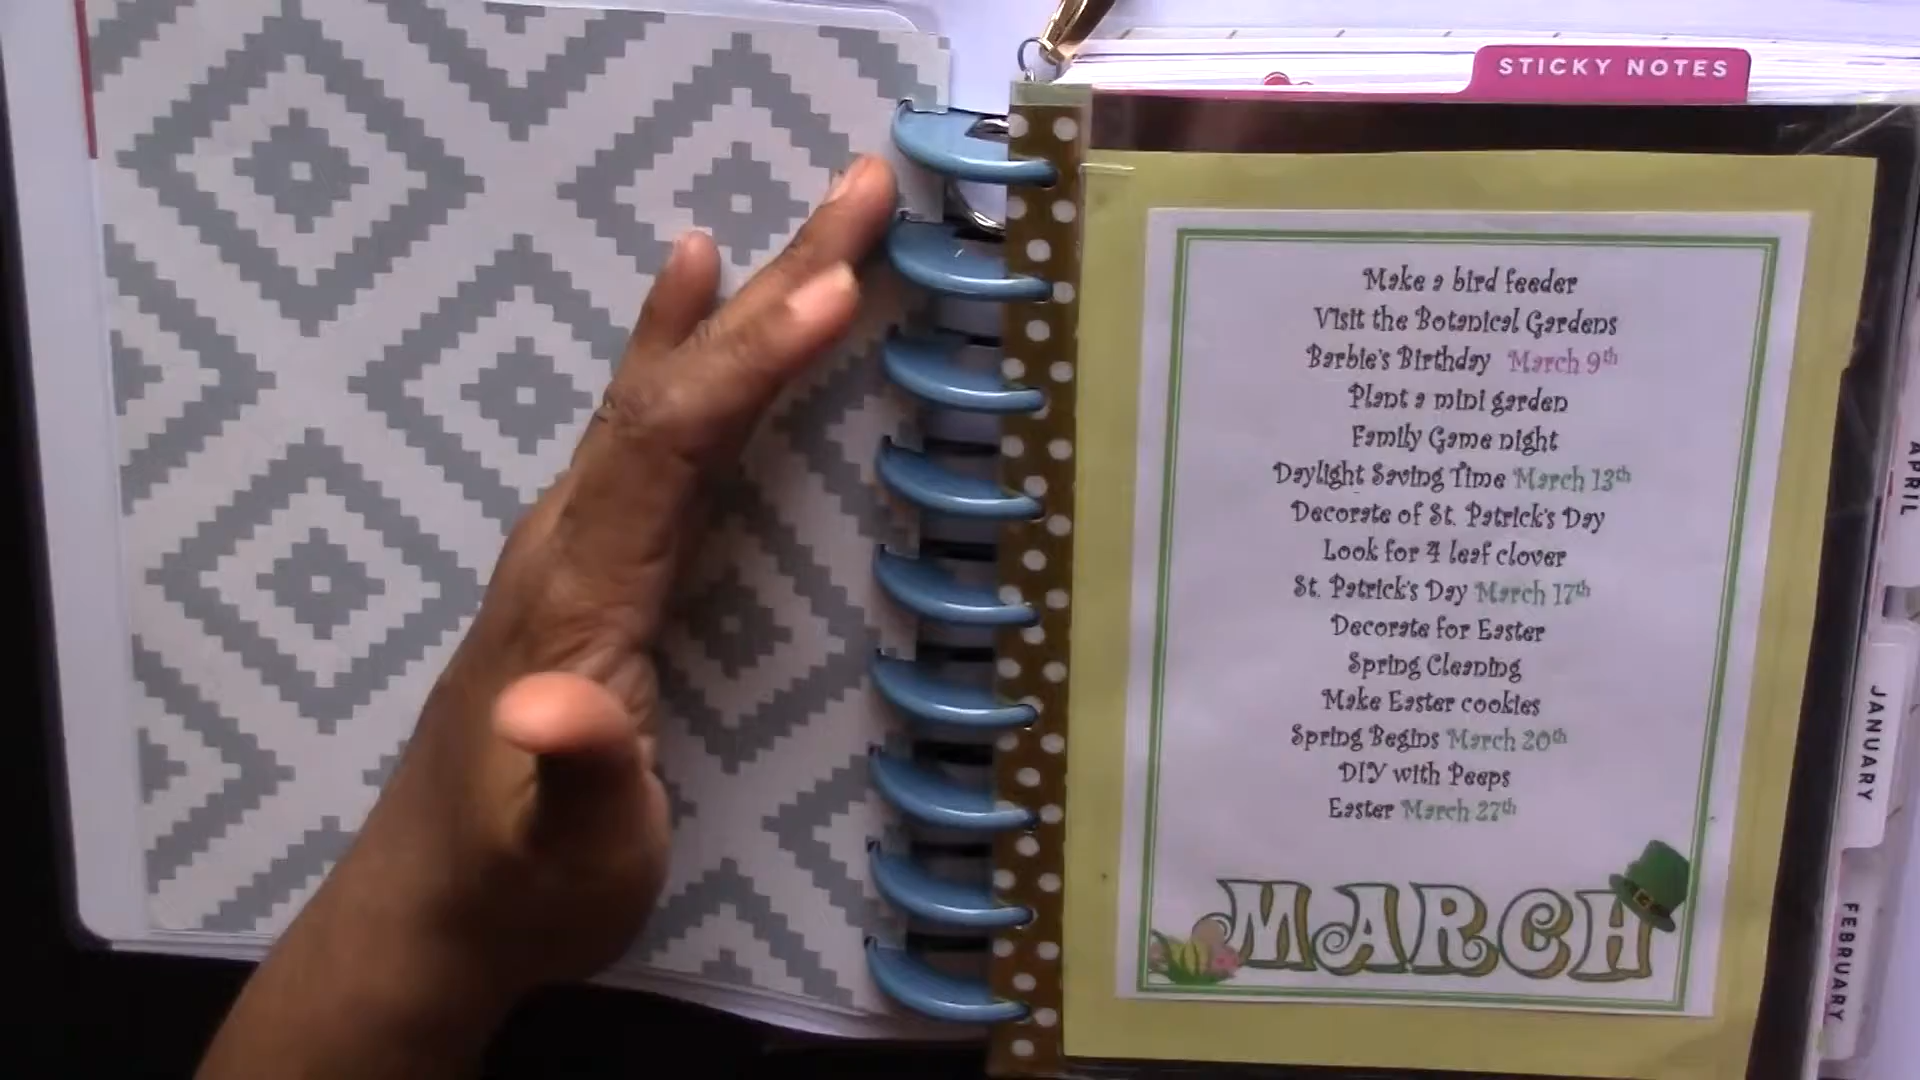 STICKY NOTES
Make a bird feeder
Visit the Botanical Gardens
Barbie's Birthday March 9th
Plant a mini garden
Family Game night
Daylight Saving Time March 13th
Decorate of St. Patrick's Day
Look for 4 leaf clover
St. Patrick's Day March 17th
Decorate for Easter
Spring Cleaning
Make Easter cookies
Spring Begins March 20th
DIY with Peeps
Easter March 27th
MARCH
APRIL
JANUARY
FEBRUARY